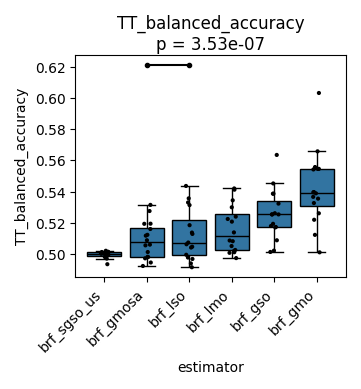 TT_balanced_accuracy
p = 3.53e-07
TT_balanced_accuracy
0.62
0.60
0.58
0.56
0.54
0.52
0.50
brf_sgso_us
brf_gmosa
brf_lso
brf_lmo
brf_gso
brf_gmo
estimator